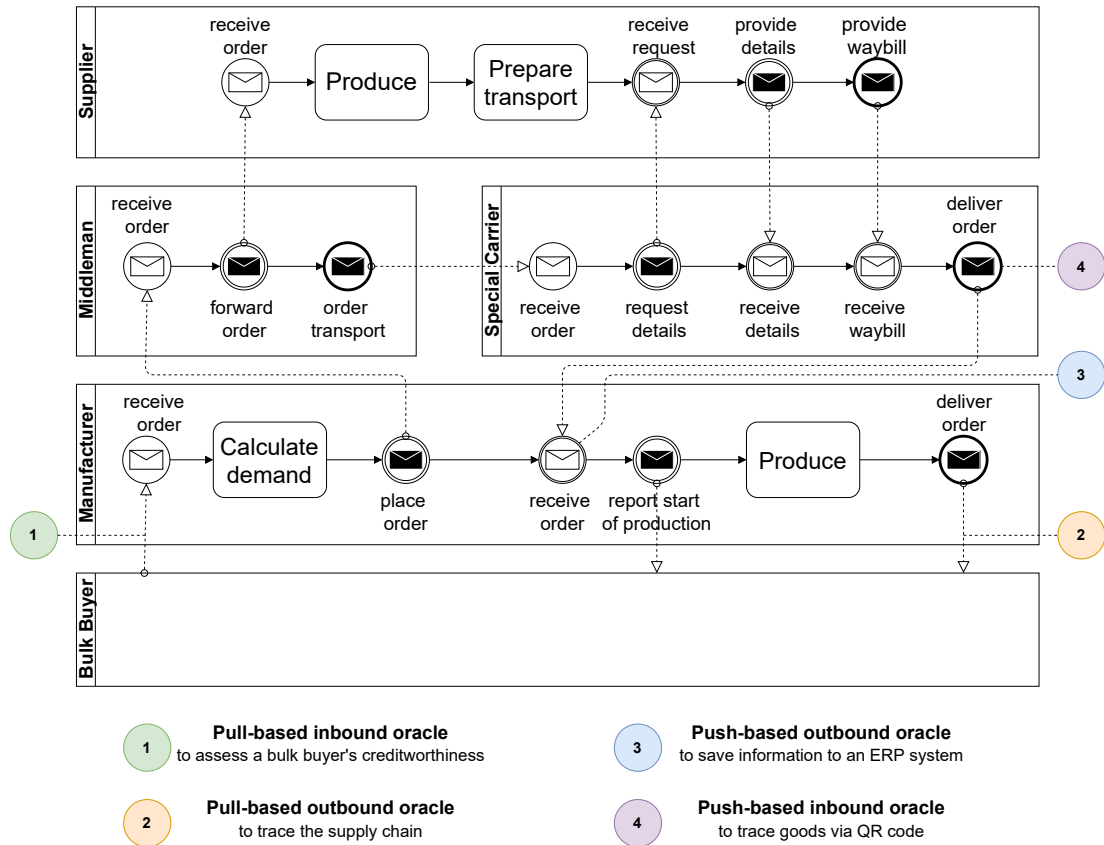 Supplier
receive
order
Produce
Prepare
transport
receive
request
provide
details
provide
waybill
Middleman
receive
order
forward
order
order
transport
Special Carrier
receive
order
request
details
receive
details
receive
waybill
deliver
order
4
3
Manufacturer
receive
order
Calculate
demand
place
order
receive
order
report start
of production
Produce
deliver
order
1
2
Bulk Buyer
1
Pull-based inbound oracle
to assess a bulk buyer's creditworthiness
3
Push-based outbound oracle
to save information to an ERP system
2
Pull-based outbound oracle
to trace the supply chain
4
Push-based inbound oracle
to trace goods via QR code